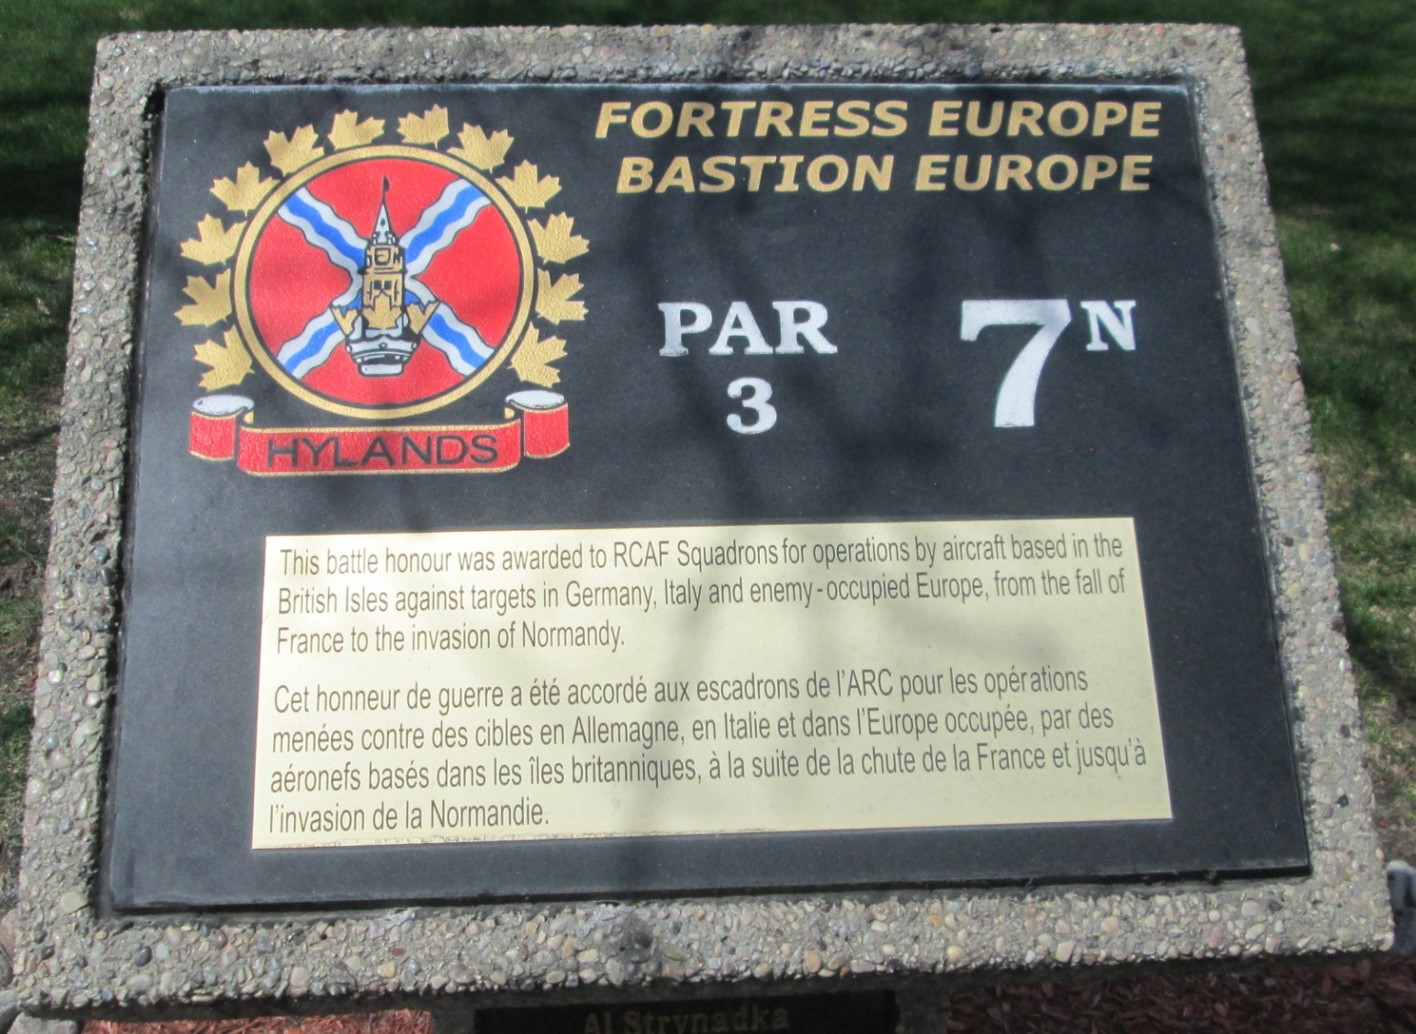 FORTRESS EUROPE
BASTION EUROPE
PAR
3
7N
HYLANDS
This battle honour was awarded to RCAF Squadrons for operations by aircraft based in the
British Isles against targets in Germany, Italy and enemy-occupied Europe, from the fall of
France to the invasion of Normandy.
Cet honneur de guerre a été accordé aux escadrons de l'ARC pour les opérations
menées contre des cibles en Allemagne, en Italie et dans l'Europe occupée, par des
aéronefs basés dans les îles britanniques, à la suite de la chute de la France et jusqu'à
l'invasion de la Normandie.
Al Strynadka